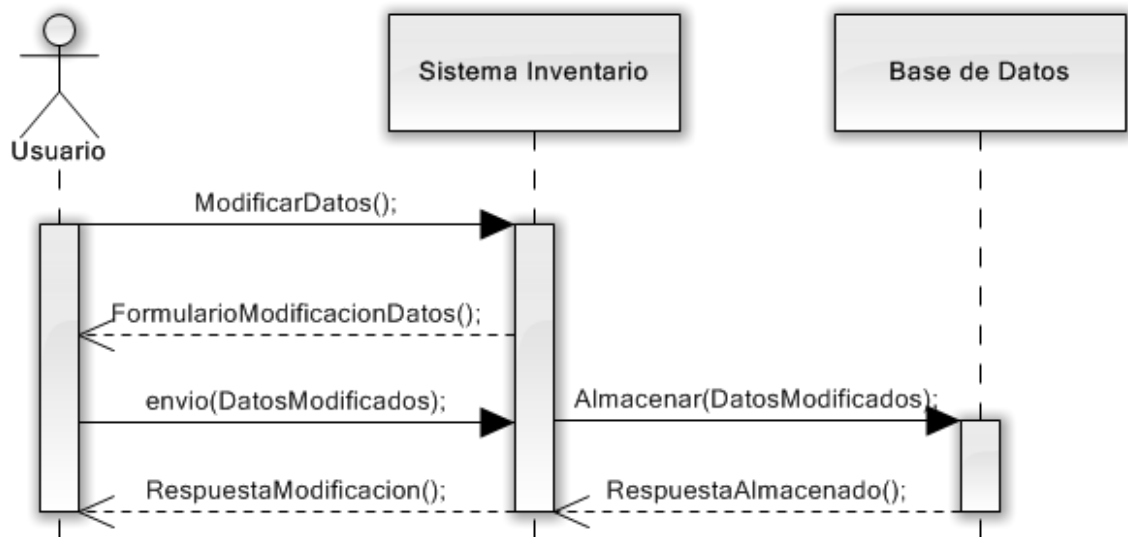 Usuario
Sistema Inventario
Base de Datos
ModificarDatos();
FormularioModificacionDatos();
envio(DatosModificados);
Almacenar(DatosModificados);
RespuestaModificacion();
RespuestaAlmacenado();